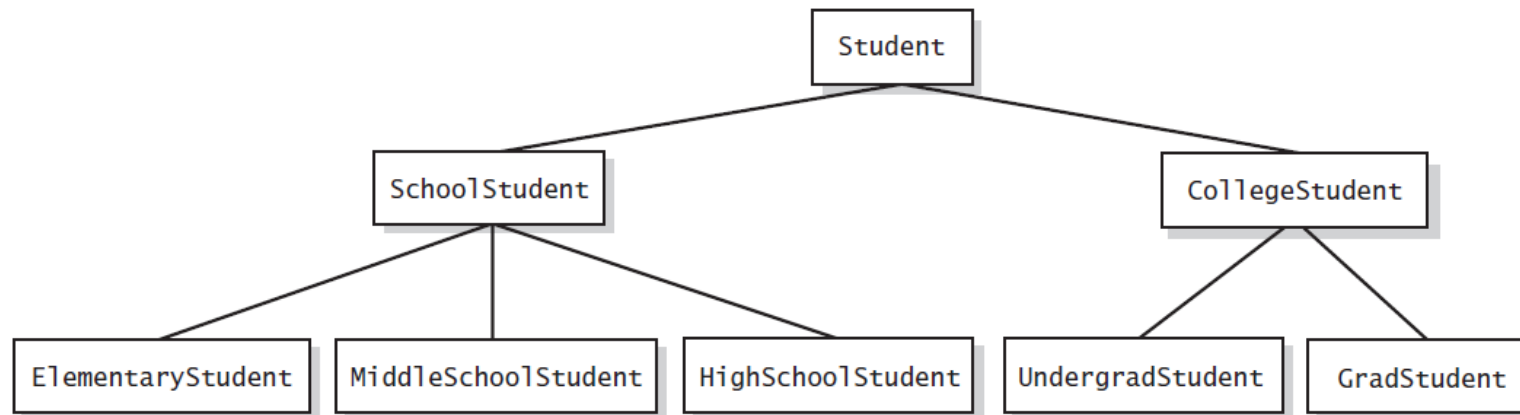 Student
SchoolStudent
CollegeStudent
ElementaryStudent
MiddleSchoolStudent
HighSchoolStudent
UndergradStudent
GradStudent